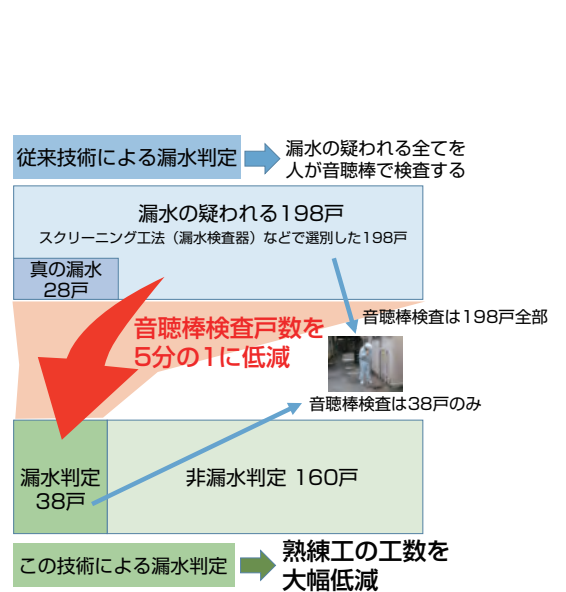 従来技術による漏水判定
漏水の疑われる全てを
人が音聴棒で検査する
漏水の疑われる198戸
スクリーニング工法（漏水検査器）などで選別した198戸
真の漏水
28戸
音聴棒検査戸数を
5分の1に低減
音聴棒検査は198戸全部
音聴棒検査は38戸のみ
漏水判定
38戸
非漏水判定 160戸
この技術による漏水判定
熟練工の工数を
大幅低減